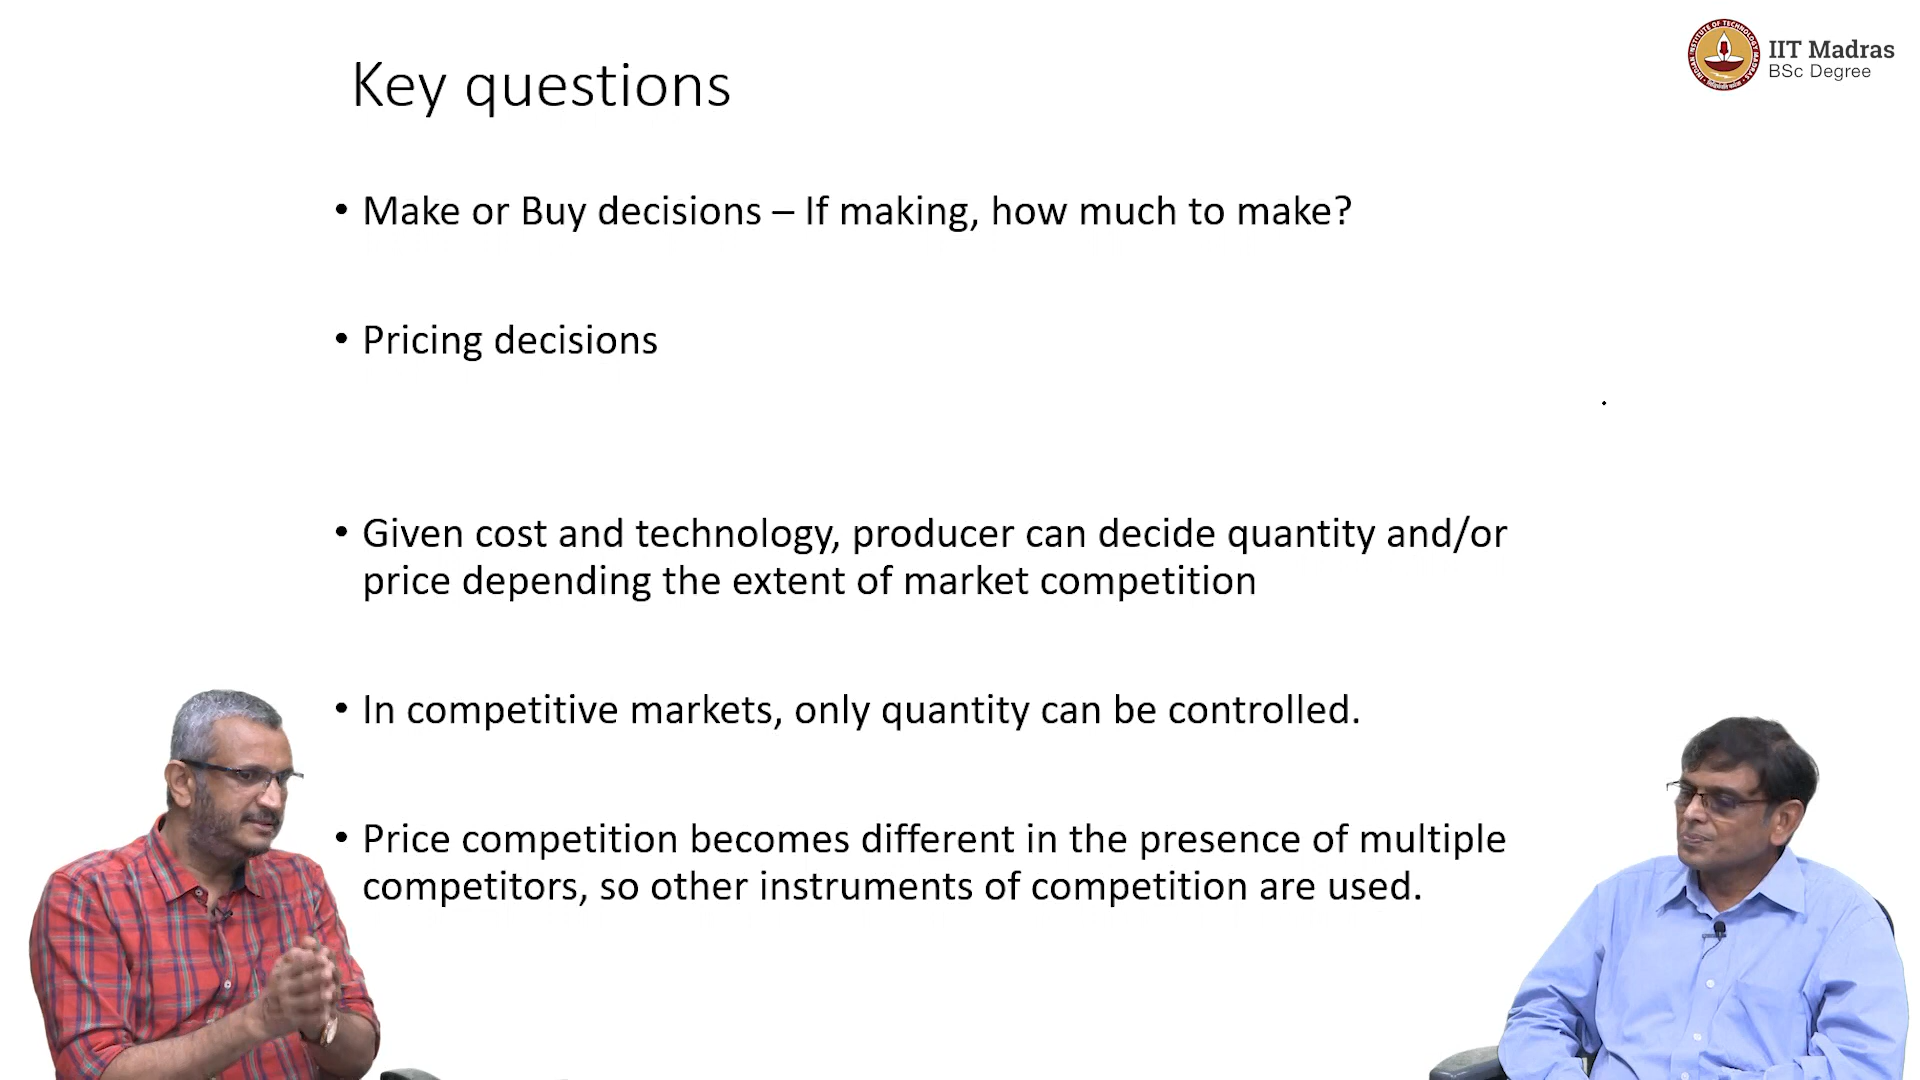 Key questions
IIT Madras
BSc Degree
• Make or Buy decisions – If making, how much to make?
• Pricing decisions
• Given cost and technology, producer can decide quantity and/or
price depending the extent of market competition
• In competitive markets, only quantity can be controlled.
• Price competition becomes different in the presence of multiple
competitors, so other instruments of competition are used.